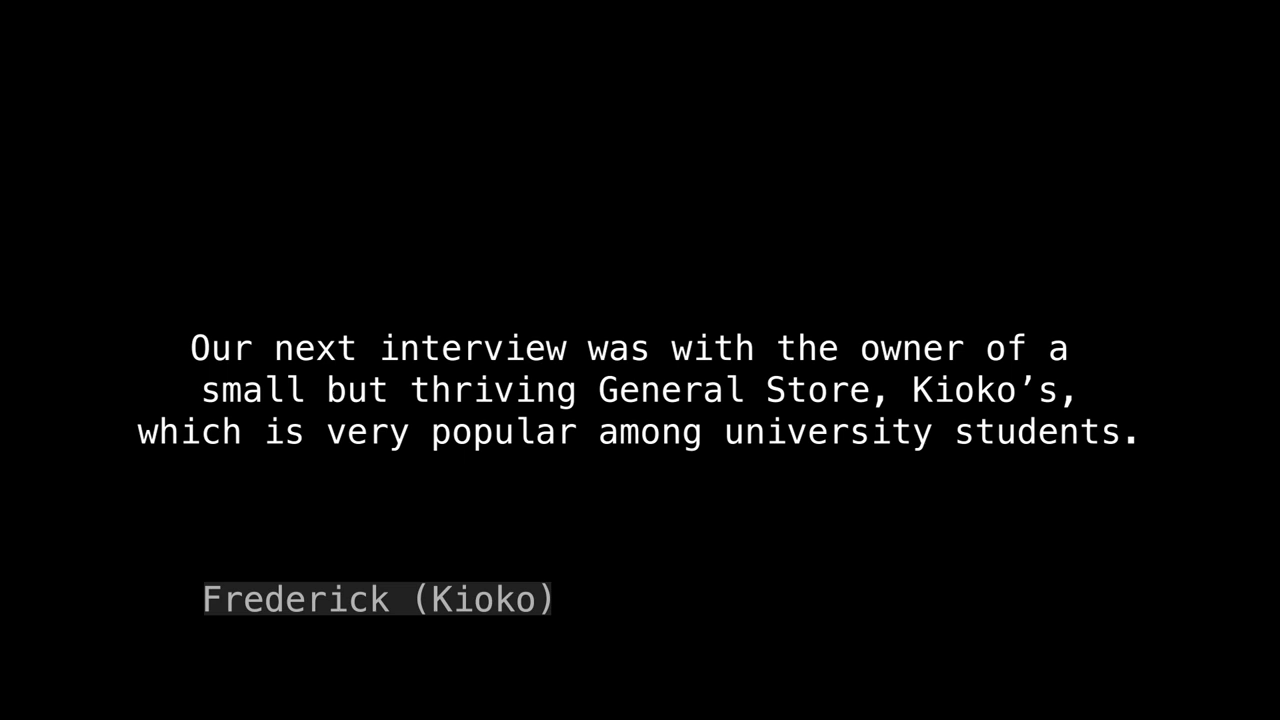 Our next interview was with the owner of a
small but thriving General Store, Kioko’s,
which is very popular among university students.
Frederick (Kioko)